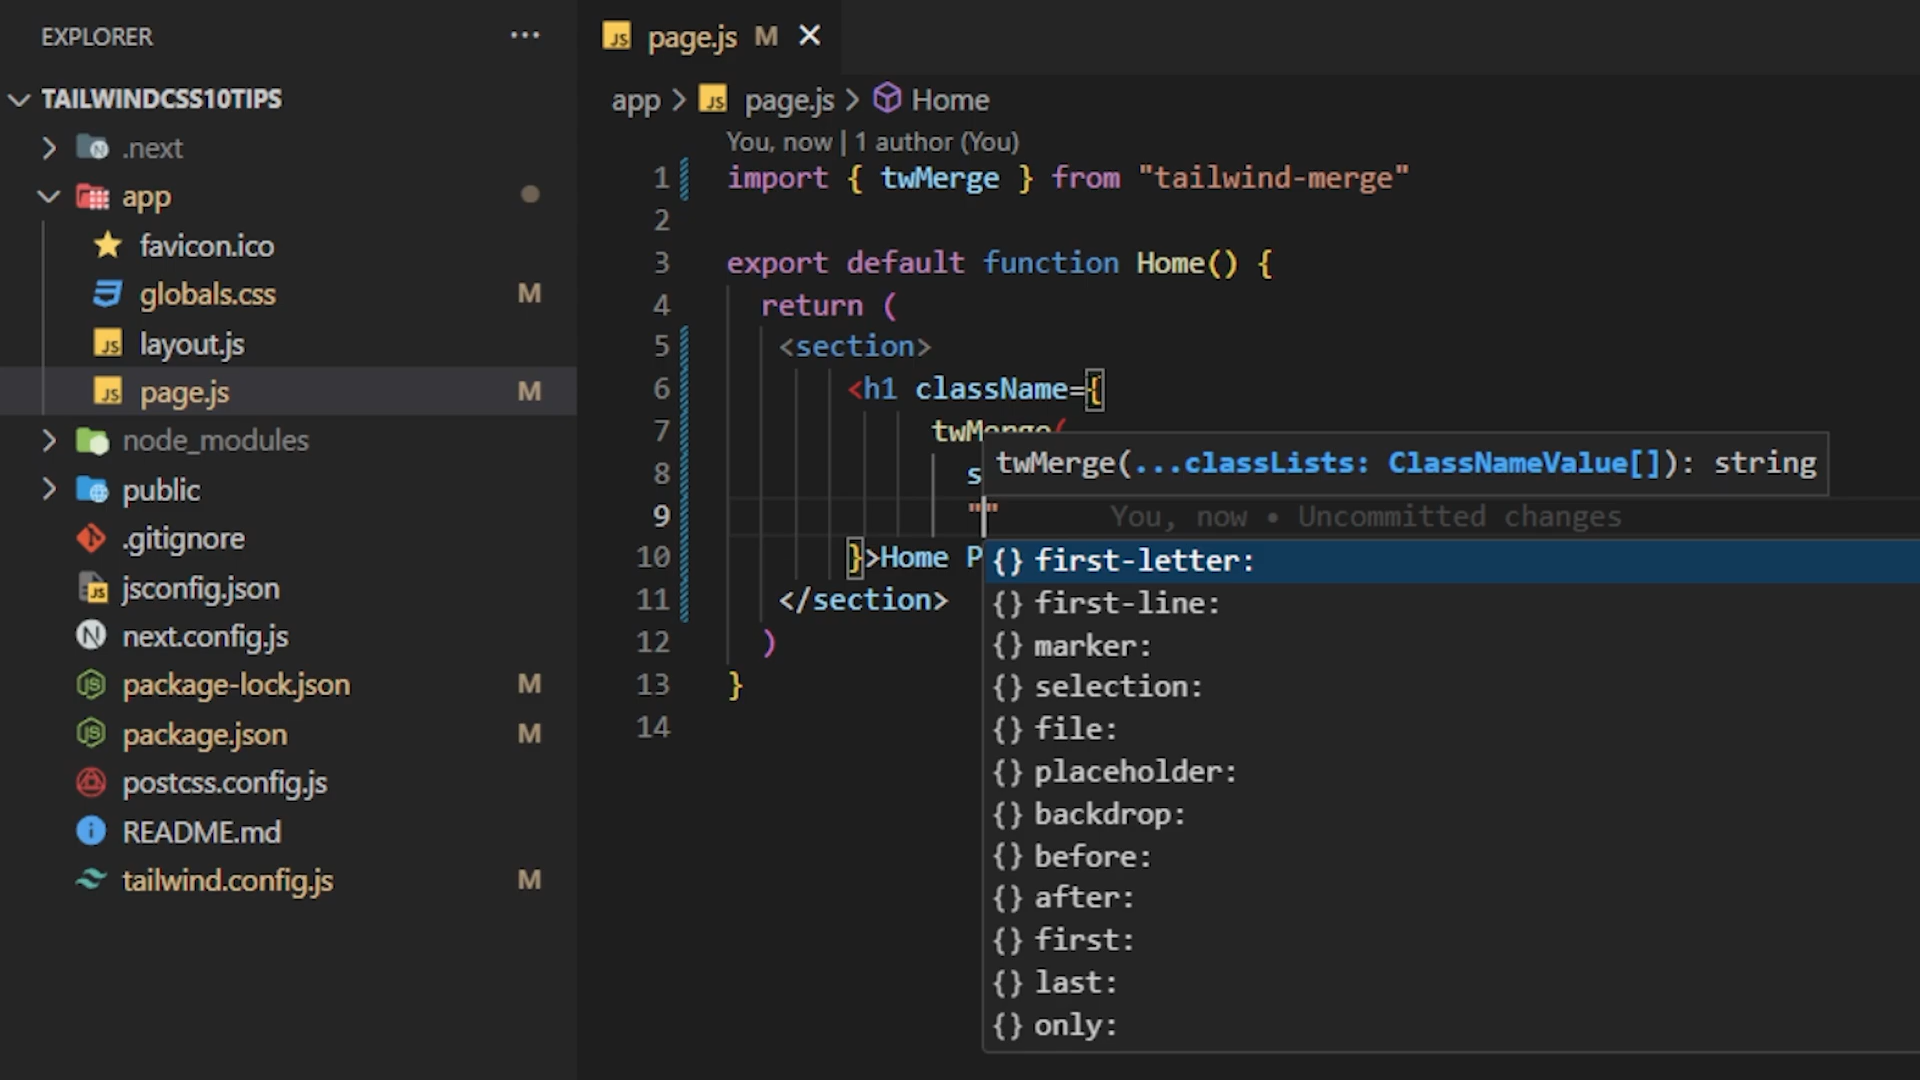 EXPLORER
TAILWINDCSS10TIPS
.next
app
favicon.ico
globals.css M
layout.js
page.js M
node_modules
public
.gitignore
jsconfig.json
next.config.js
package-lock.json M
package.json M
postcss.config.js
README.md
tailwind.config.js M
page.js M
app > page.js > Home
You, now | 1 author (You)
1 import { twMerge } from "tailwind-merge"
2
3 export default function Home() {
4 return (
5 <section>
6 <h1 className={
7 twMerge(
8 s
9 "" You, now • Uncommitted changes
10 }>Home P
11 </section>
12 )
13 }
14
twMerge(...classLists: ClassNameValue[]): string
{} first-letter:
{} first-line:
{} marker:
{} selection:
{} file:
{} placeholder:
{} backdrop:
{} before:
{} after:
{} first:
{} last:
{} only: